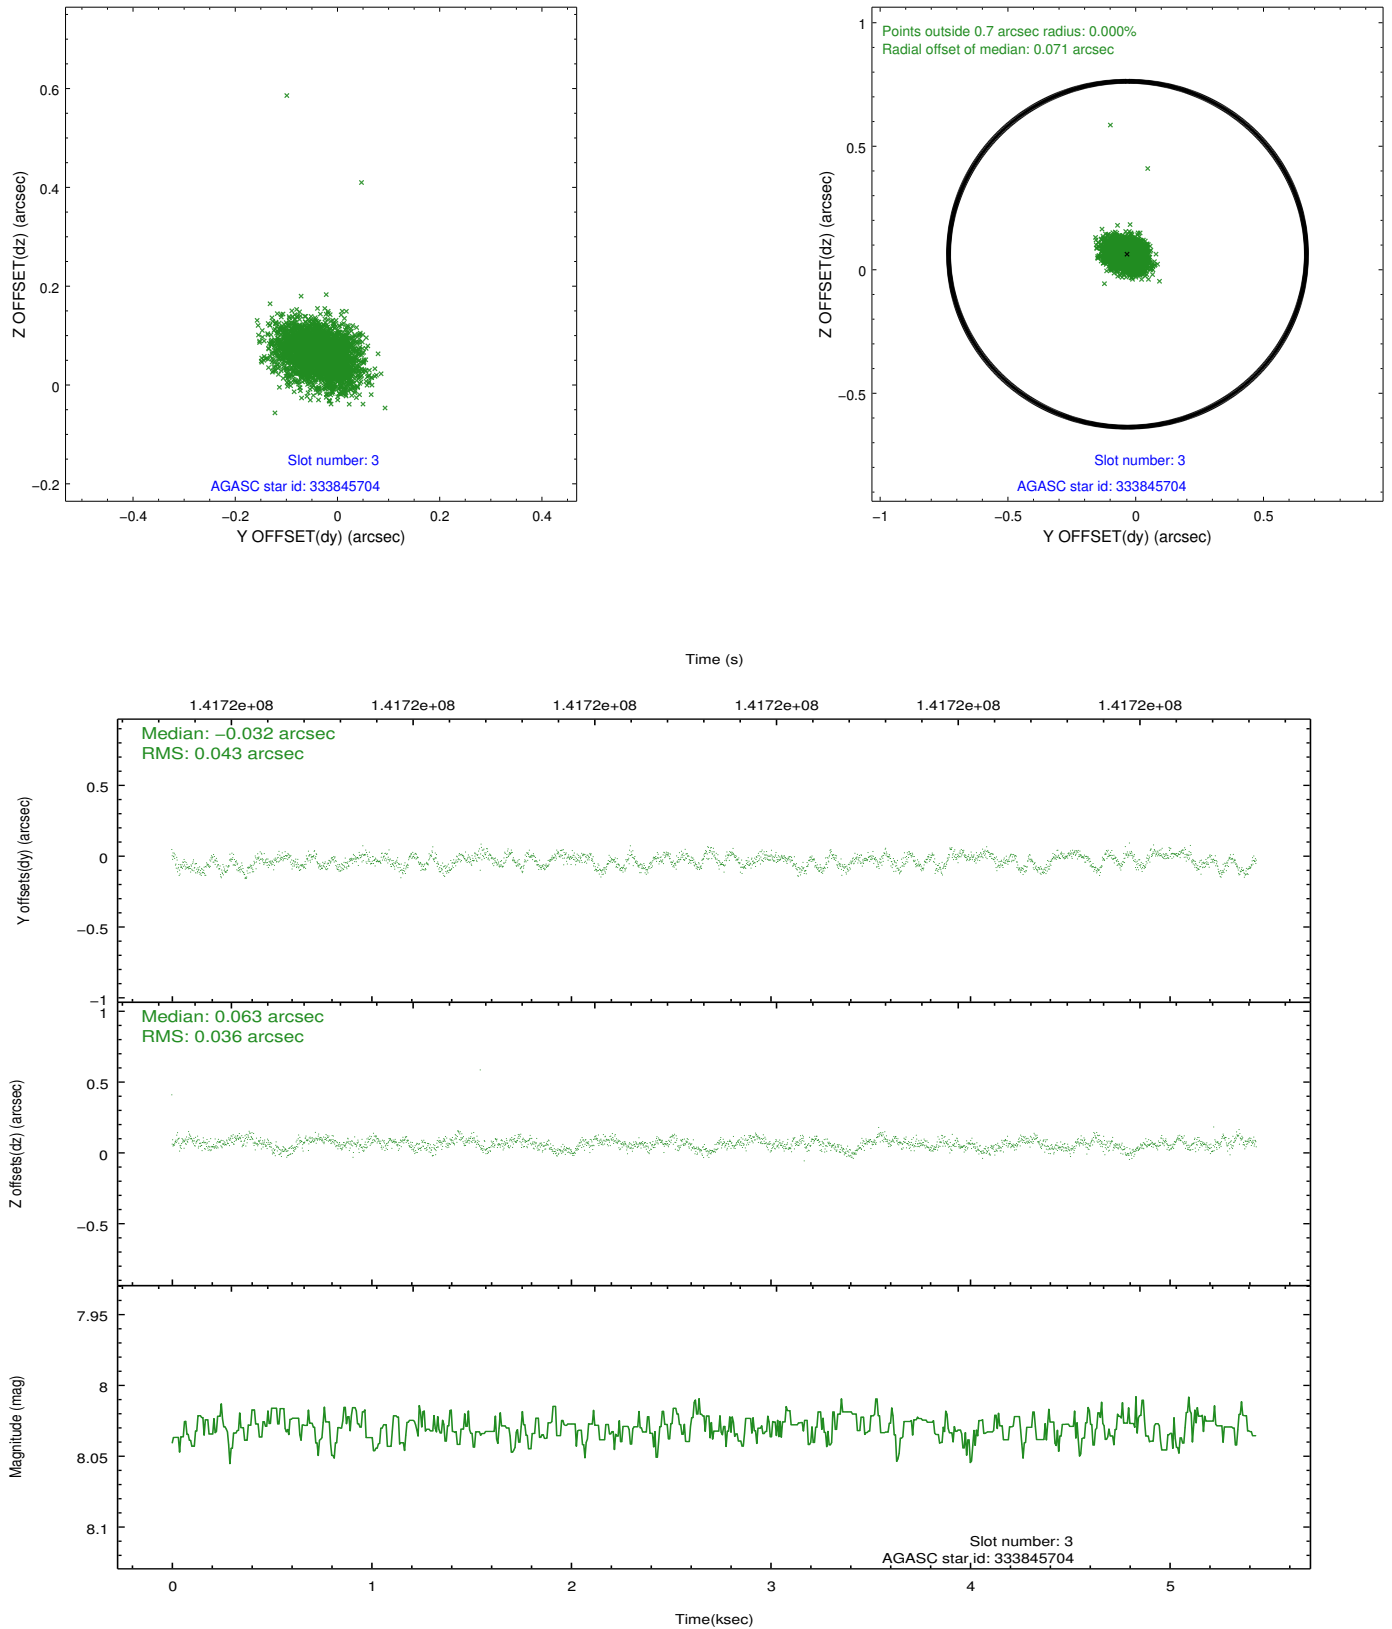 0.6
0.4
0.2
0
−0.2
Z OFFSET(dz) (arcsec)
Slot number: 3
AGASC star id: 333845704
−0.4 −0.2 0 0.2 0.4
Y OFFSET(dy) (arcsec)
Points outside 0.7 arcsec radius: 0.000%
Radial offset of median: 0.071 arcsec
1
0.5
0
−0.5
Z OFFSET(dz) (arcsec)
Slot number: 3
AGASC star id: 333845704
−1 −0.5 0 0.5
Y OFFSET(dy) (arcsec)
Time (s)
1.4172e+08 1.4172e+08 1.4172e+08 1.4172e+08 1.4172e+08 1.4172e+08
Median: −0.032 arcsec
RMS: 0.043 arcsec
0.5
0
−0.5
−1
Y offsets(dy) (arcsec)
Median: 0.063 arcsec
RMS: 0.036 arcsec
1
0.5
0
−0.5
Z offsets(dz) (arcsec)
7.95
8
8.05
8.1
Magnitude (mag)
Slot number: 3
AGASC star id: 333845704
0 1 2 3 4 5
Time(ksec)